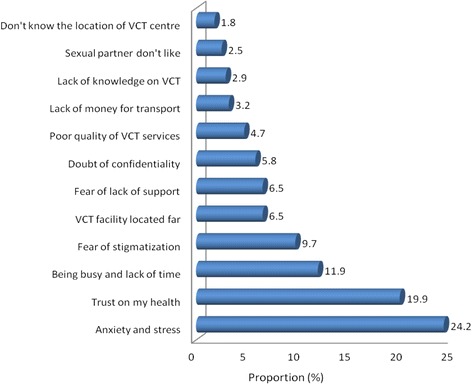 Don't know the location of VCT centre 1.8
Sexual partner don't like 2.5
Lack of knowledge on VCT 2.9
Lack of money for transport 3.2
Poor quality of VCT services 4.7
Doubt of confidentiality 5.8
Fear of lack of support 6.5
VCT facility located far 6.5
Fear of stigmatization 9.7
Being busy and lack of time 11.9
Trust on my health 19.9
Anxiety and stress 24.2
0 5 10 15 20 25
Proportion (%)